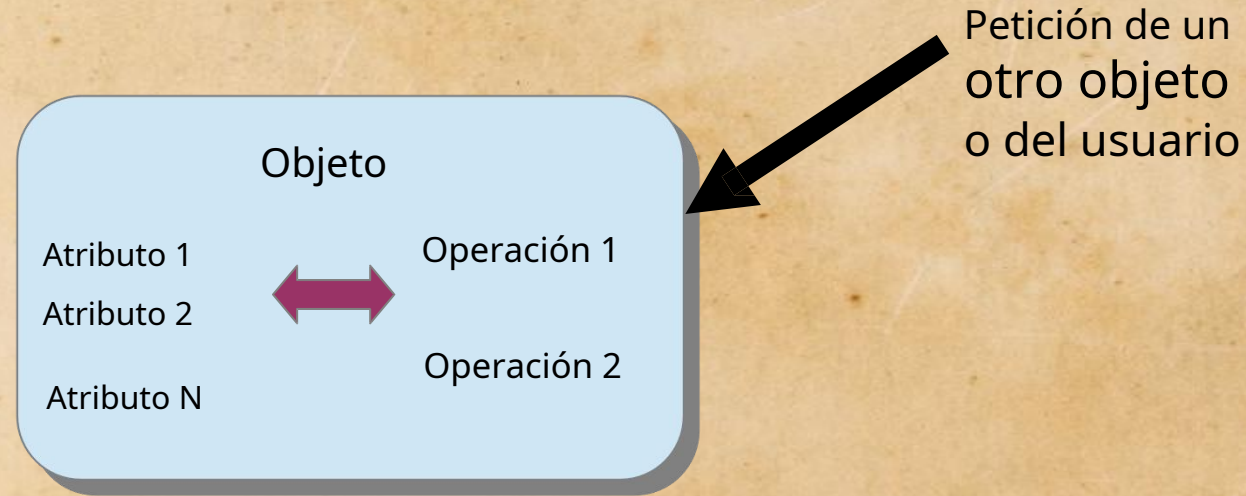 Petición de un
otro objeto
o del usuario
Objeto
Atributo 1
Atributo 2
Atributo N
Operación 1
Operación 2